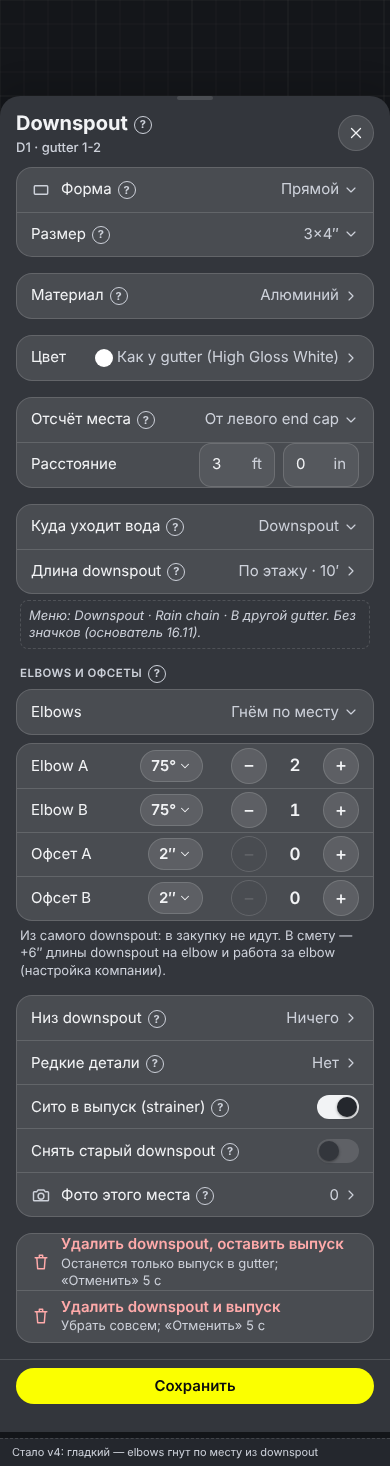 Downspout ?
D1 · gutter 1-2
Форма ? Прямой
Размер ? 3×4″
Материал ? Алюминий
Цвет Как у gutter (High Gloss White)
Отсчёт места ? От левого end cap
Расстояние 3 ft 0 in
Куда уходит вода ? Downspout
Длина downspout ? По этажу · 10′
Меню: Downspout · Rain chain · В другой gutter. Без
значков (основатель 16.11).
ELBOWS И ОФСЕТЫ ?
Elbows Гнём по месту
Elbow A 75° − 2 +
Elbow B 75° − 1 +
Офсет A 2″ − 0 +
Офсет B 2″ − 0 +
Из самого downspout: в закупку не идут. В смету —
+6″ длины downspout на elbow и работа за elbow
(настройка компании).
Низ downspout ? Ничего
Редкие детали ? Нет
Сито в выпуск (strainer) ?
Снять старый downspout ?
Фото этого места ? 0
Удалить downspout, оставить выпуск
Останется только выпуск в gutter;
«Отменить» 5 с
Удалить downspout и выпуск
Убрать совсем; «Отменить» 5 с
Сохранить
Стало v4: гладкий — elbows гнут по месту из downspout